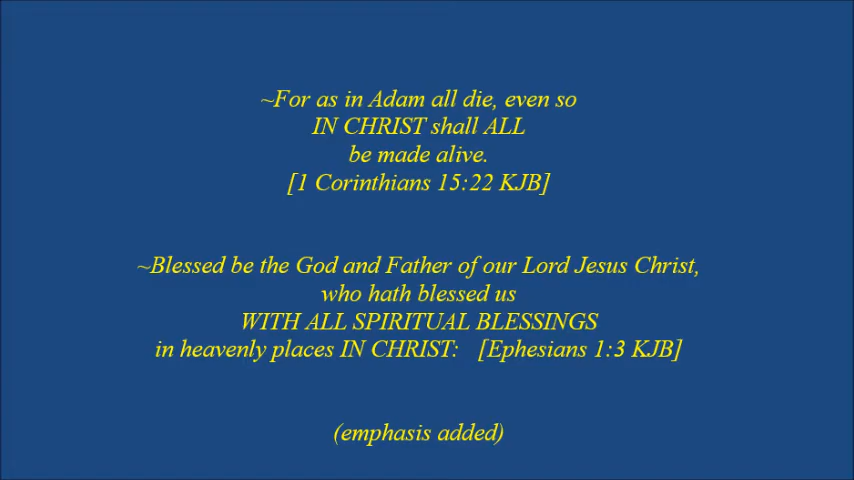 ~For as in Adam all die, even so
IN CHRIST shall ALL
be made alive.
[1 Corinthians 15:22 KJB]
~Blessed be the God and Father of our Lord Jesus Christ,
who hath blessed us
WITH ALL SPIRITUAL BLESSINGS
in heavenly places IN CHRIST: [Ephesians 1:3 KJB]
(emphasis added)